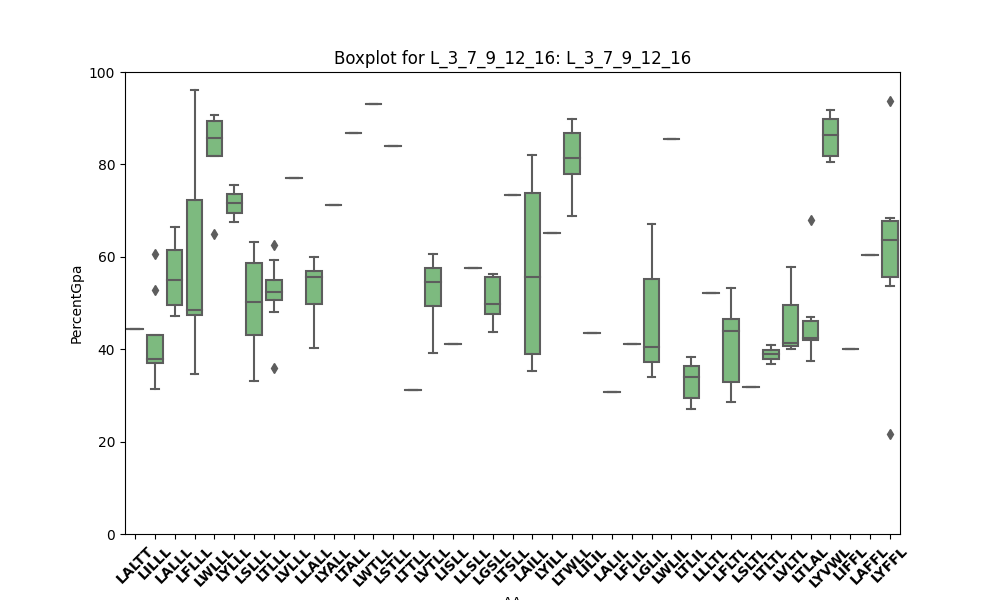 Boxplot for L_3_7_9_12_16: L_3_7_9_12_16
PercentGpa
100
80
60
40
20
0
LALTT
LILLL
LALLL
LFLLL
LWLLL
LYLLL
LSLLL
LTLLL
LVLLL
LLALL
LYALL
LTALL
LWTLL
LSTLL
LTTLL
LVTLL
LISLL
LLSLL
LGSLL
LTSLL
LAILL
LYILL
LTWLL
LILIL
LALIL
LFLIL
LGLIL
LWLIL
LTLIL
LLLTL
LFLTL
LSLTL
LTLTL
LVLTL
LTLAL
LYVWL
LIFFL
LAFFL
LYFFL